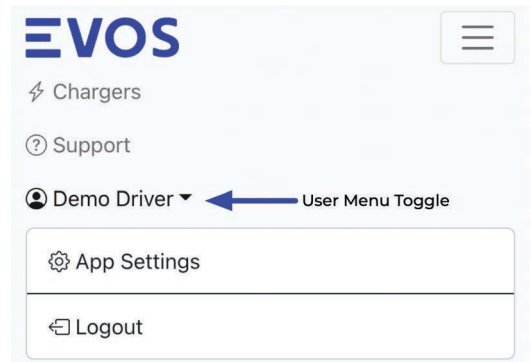 EVOS
Chargers
Support
Demo Driver
User Menu Toggle
App Settings
Logout